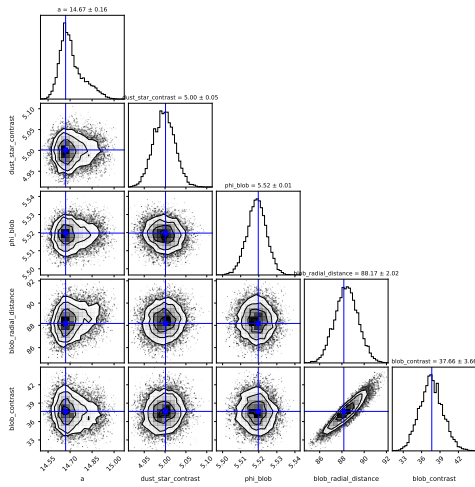 a = 14.67 ± 0.16
dust_star_contrast = 5.00 ± 0.05
5.10
5.05
5.00
4.95
dust_star_contrast
phi_blob = 5.52 ± 0.01
5.54
5.53
5.52
5.51
5.50
phi_blob
blob_radial_distance = 88.17 ± 2.02
92
90
88
86
blob_radial_distance
blob_contrast = 37.66 ± 3.66
42
39
36
33
blob_contrast
14.55 14.70 14.85 15.00 4.95 5.00 5.05 5.10 5.50 5.51 5.52 5.53 5.54 86 88 90 92 33 36 39 42
a dust_star_contrast phi_blob blob_radial_distance blob_contrast